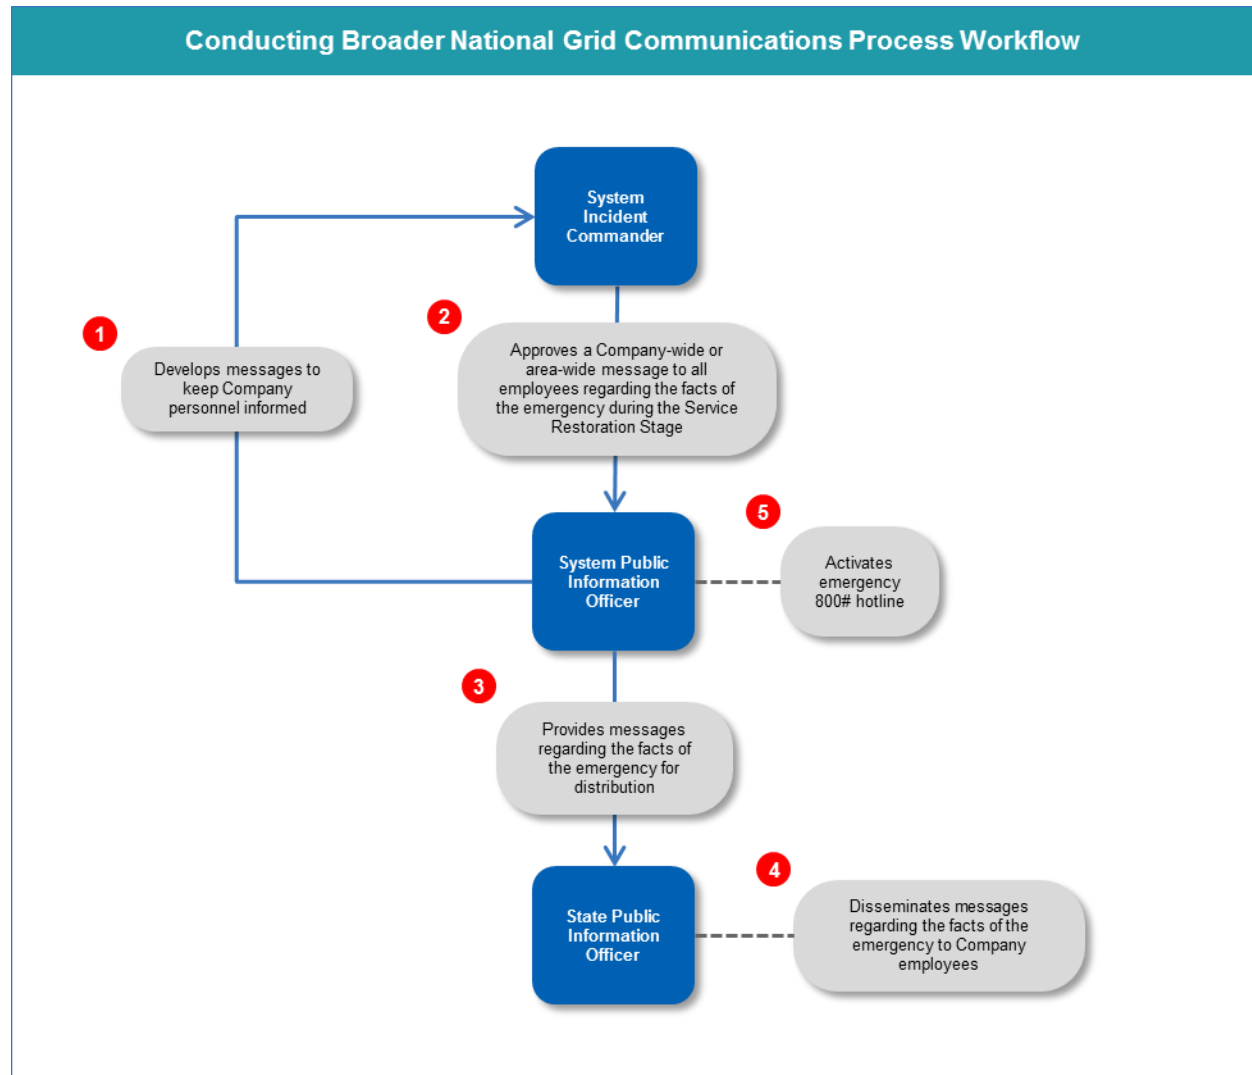 Conducting Broader National Grid Communications Process Workflow
System
Incident
Commander
1
Develops messages to
keep Company
personnel informed
2
Approves a Company-wide or
area-wide message to all
employees regarding the facts of
the emergency during the Service
Restoration Stage
System Public
Information
Officer
5
Activates
emergency
800# hotline
3
Provides messages
regarding the facts of
the emergency for
distribution
State Public
Information
Officer
4
Disseminates messages
regarding the facts of the
emergency to Company
employees